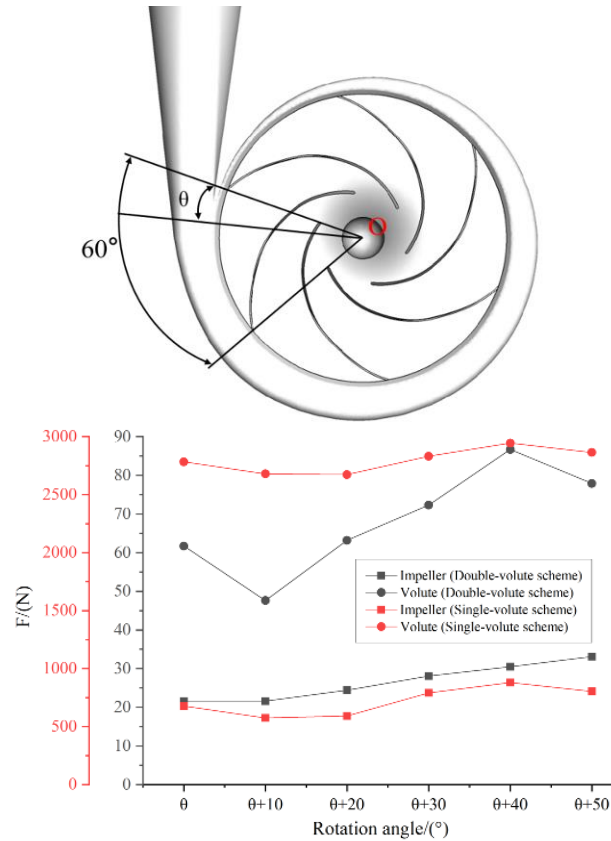 θ
60°
O
F/(N)
3000
2500
2000
1500
1000
500
0
90
80
70
60
50
40
30
20
10
0
Impeller (Double-volute scheme)
Volute (Double-volute scheme)
Impeller (Single-volute scheme)
Volute (Single-volute scheme)
θ θ+10 θ+20 θ+30 θ+40 θ+50
Rotation angle/(°)